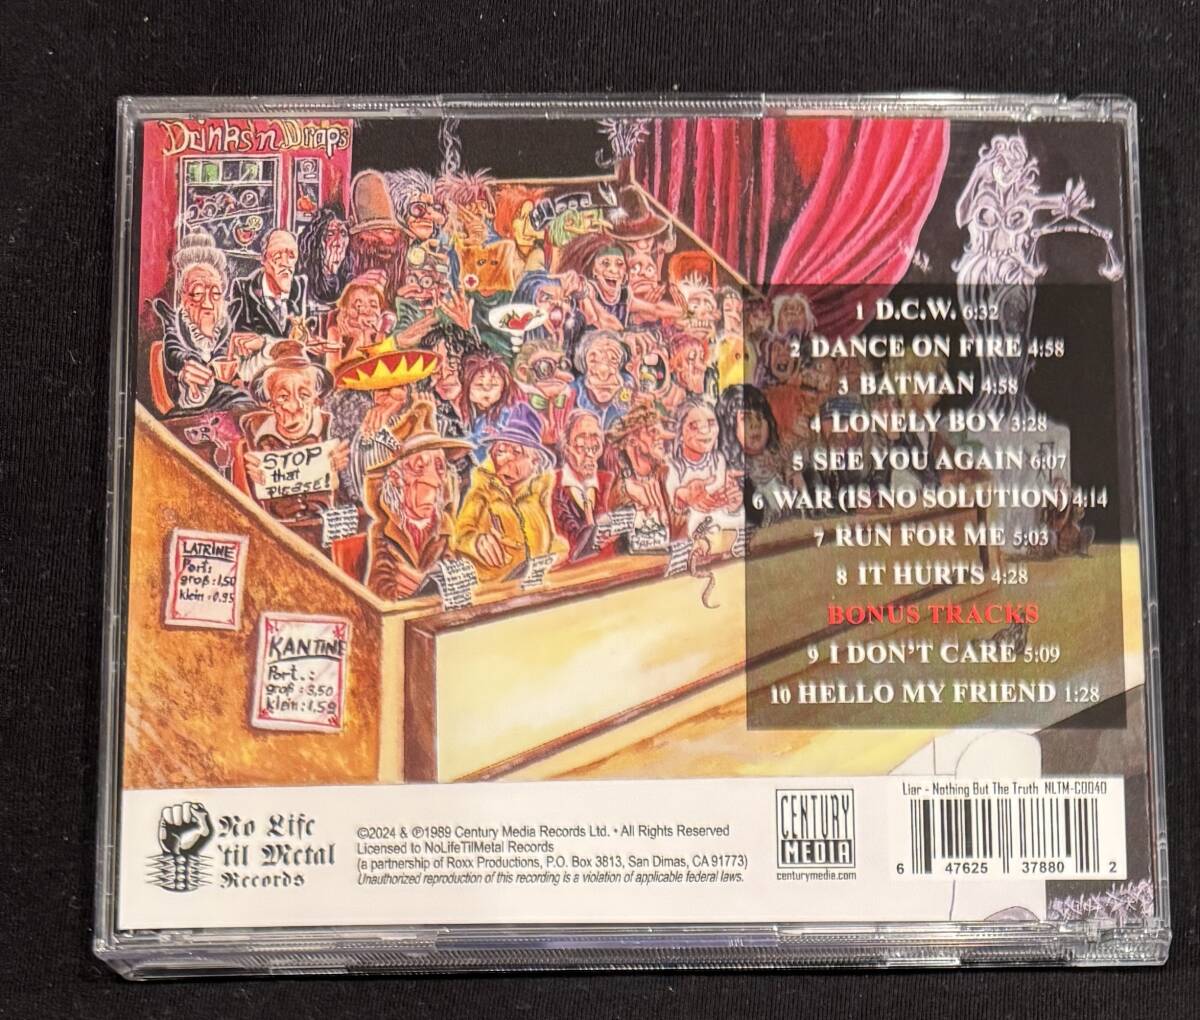 Drinks'n Draps
STOP
that
PLEASE!
LATRINE
Port:
groß: 1,50
klein: 0.95
KANTINE
Port.:
groß: 3,50
klein: 1,50
1 D.C.W. 6:32
2 DANCE ON FIRE 4:58
3 BATMAN 4:58
4 LONELY BOY 3:28
5 SEE YOU AGAIN 6:07
6 WAR (IS NO SOLUTION) 4:14
7 RUN FOR ME 5:03
8 IT HURTS 4:28
BONUS TRACKS
9 I DON'T CARE 5:09
10 HELLO MY FRIEND 1:28
No Life
'til Metal
Records
©2024 & ℗1989 Century Media Records Ltd. • All Rights Reserved
Licensed to NoLifeTilMetal Records
(a partnership of Roxx Productions, P.O. Box 3813, San Dimas, CA 91773)
Unauthorized reproduction of this recording is a violation of applicable federal laws.
CENTURY
MEDIA
centurymedia.com
Liar - Nothing But The Truth NLTM-CD040
6 47625 37880 2